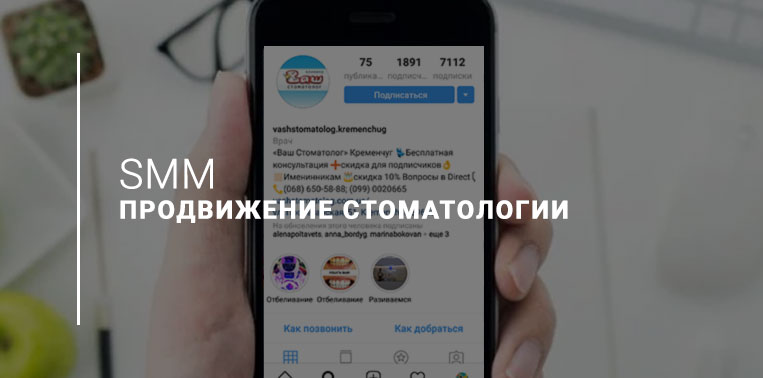 75 1891 7112
публика... подписч... подписки
Ваш
стоматолог
Подписаться
vashstomatolog.kremenchug
Врач
«Ваш Стоматолог» Кременчуг Бесплатная
консультация скидка для подписчиков
Именинникам скидка 10% Вопросы в Direct
(068) 650-58-88; (099) 0020665
SMM
ПРОДВИЖЕНИЕ СТОМАТОЛОГИИ
На обновления этого человека подписаны
alenapoltavets, anna_bordyg, marinabokovan и еще 3
Отбеливание Отбеливание Развиваемся
Как позвонить Как добраться